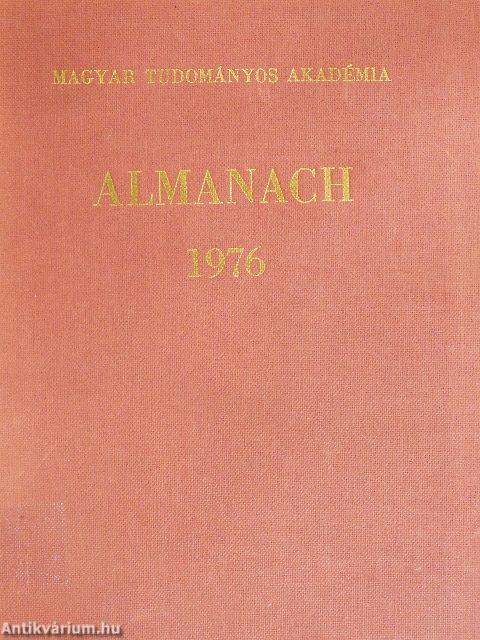 MAGYAR TUDOMÁNYOS AKADÉMIA
ALMANACH
1976
Antikvárium.hu